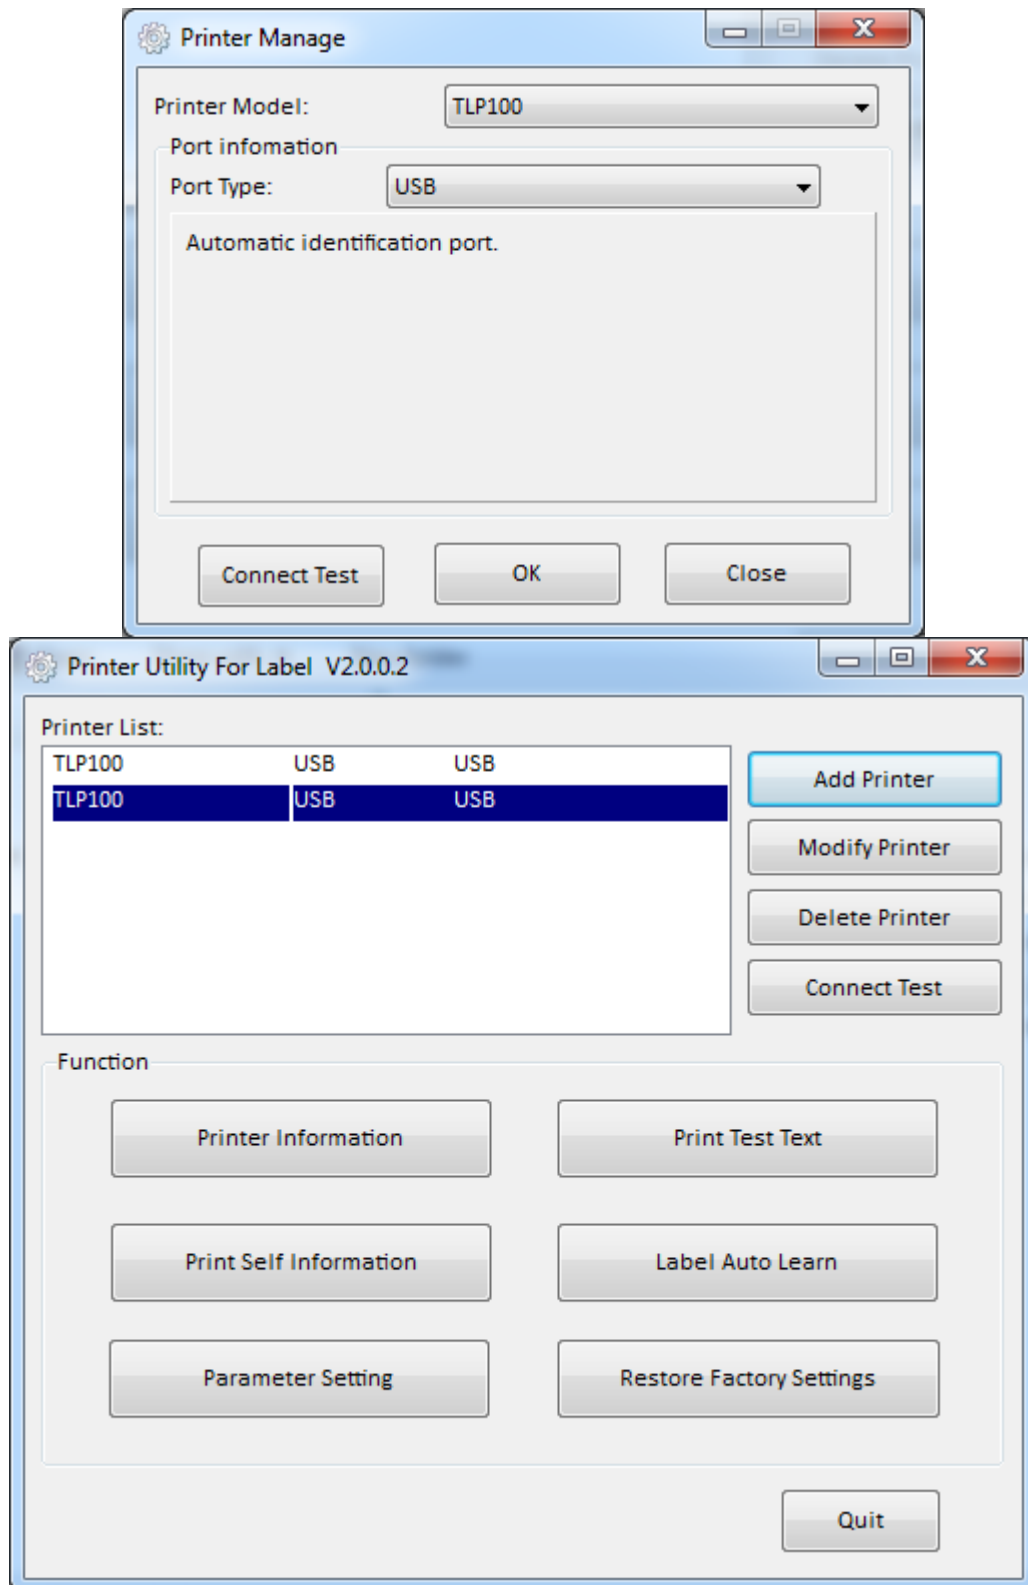 Printer Manage
Printer Model: TLP100
Port infomation
Port Type: USB
Automatic identification port.
Connect Test OK Close
Printer Utility For Label V2.0.0.2
Printer List:
TLP100 USB USB
TLP100 USB USB
Add Printer
Modify Printer
Delete Printer
Connect Test
Function
Printer Information Print Test Text
Print Self Information Label Auto Learn
Parameter Setting Restore Factory Settings
Quit